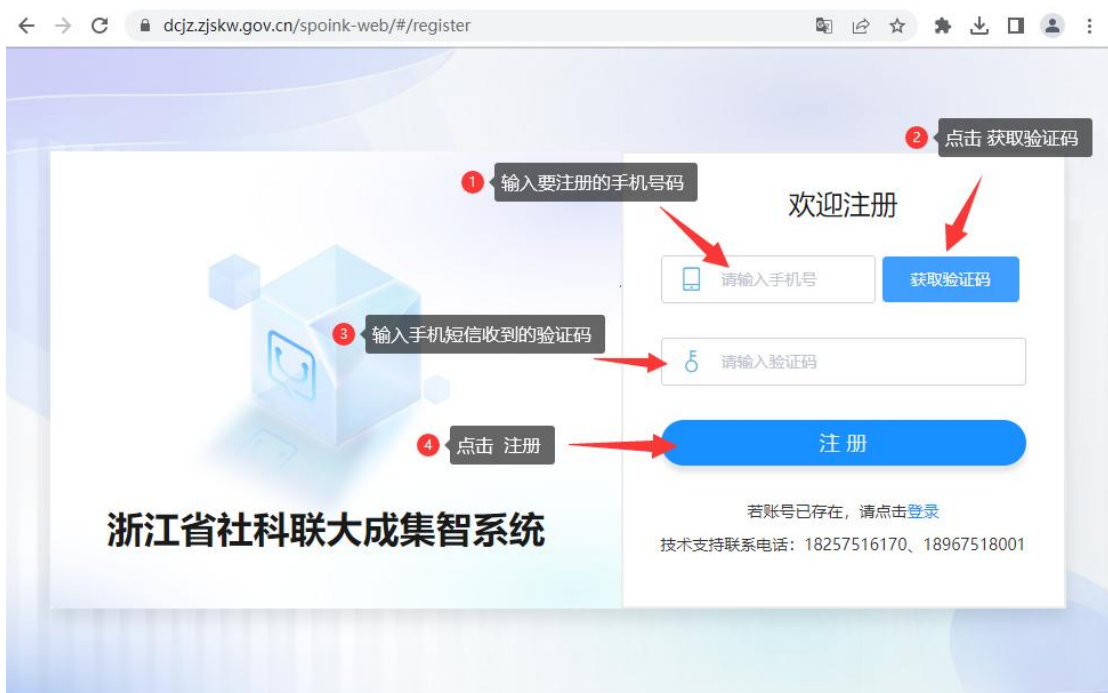 dcjz.zjskw.gov.cn/spoink-web/#/register
2 点击 获取验证码
1 输入要注册的手机号码
欢迎注册
请输入手机号
获取验证码
3 输入手机短信收到的验证码
请输入验证码
4 点击 注册
注 册
浙江省社科联大成集智系统
若账号已存在，请点击登录
技术支持联系电话：18257516170、18967518001